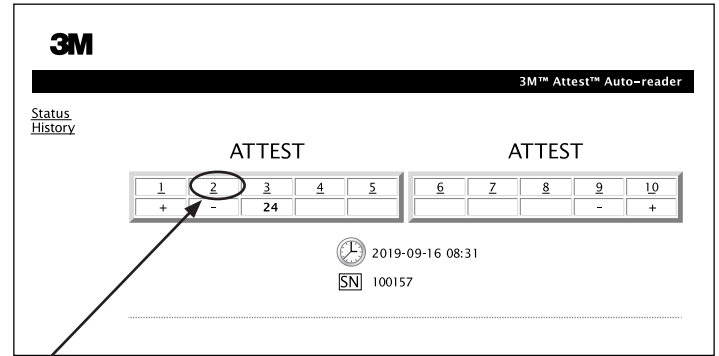 3M
3M™ Attest™ Auto-reader
Status
History
ATTEST ATTEST
1 2 3 4 5 6 7 8 9 10
+ - 24 - +
2019-09-16 08:31
SN 100157